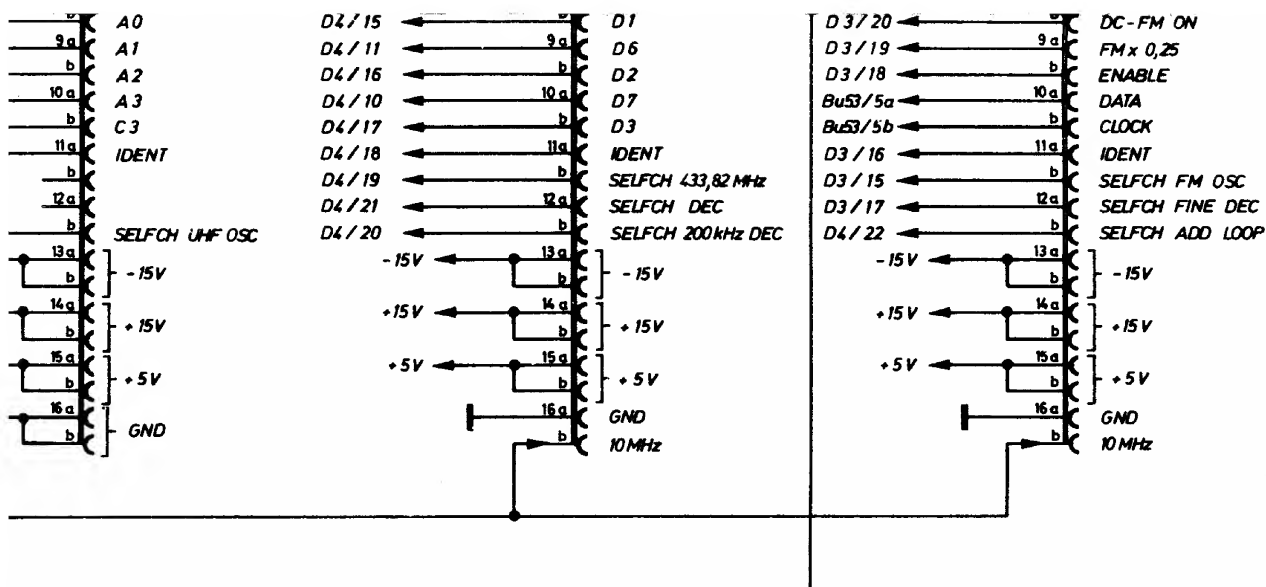 b A0 D4/15 b D1 D3/20 DC-FM ON
9a A1 D4/11 9a D6 D3/19 9a FM x 0,25
b A2 D4/16 b D2 D3/18 b ENABLE
10a A3 D4/10 10a D7 Bu53/5a 10a DATA
b C3 D4/17 b D3 Bu53/5b b CLOCK
11a IDENT D4/18 11a IDENT D3/16 11a IDENT
b D4/19 b SELFCH 433,82 MHz D3/15 b SELFCH FM OSC
12a D4/21 12a SELFCH DEC D3/17 12a SELFCH FINE DEC
b SELFCH UHF OSC D4/20 b SELFCH 200kHz DEC D4/22 b SELFCH ADD LOOP
13a -15V 13a -15V 13a
b -15V b -15V b -15V
14a +15V 14a +15V 14a
b +15V b +15V b +15V
15a +5V 15a +5V 15a
b +5V b +5V b +5V
16a 16a GND 16a GND
b GND b 10MHz b 10MHz